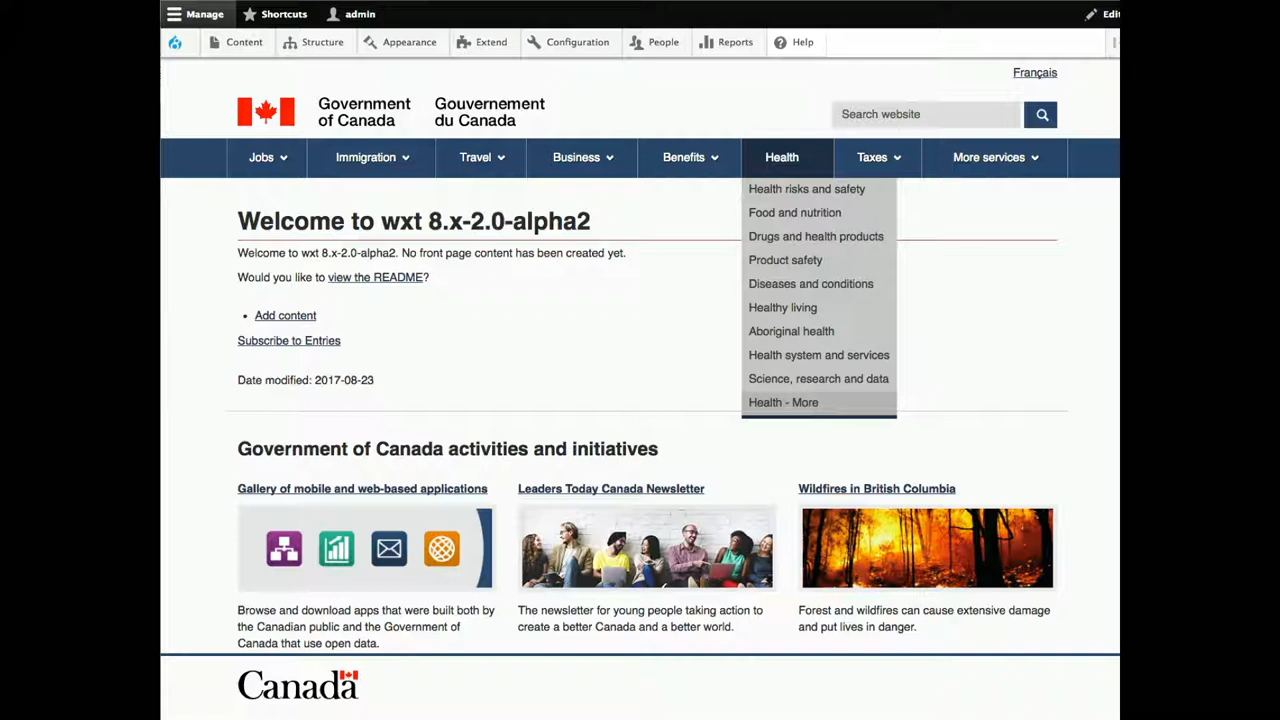 Manage Shortcuts admin
Content Structure Appearance Extend Configuration People Reports Help
Français
Government of Canada
Gouvernement du Canada
Search website
Jobs Immigration Travel Business Benefits Health Taxes More services
Health risks and safety
Food and nutrition
Drugs and health products
Product safety
Diseases and conditions
Healthy living
Aboriginal health
Health system and services
Science, research and data
Health - More
Welcome to wxt 8.x-2.0-alpha2
Welcome to wxt 8.x-2.0-alpha2. No front page content has been created yet.
Would you like to view the README?
Add content
Subscribe to Entries
Date modified: 2017-08-23
Government of Canada activities and initiatives
Gallery of mobile and web-based applications
Browse and download apps that were built both by
the Canadian public and the Government of
Canada that use open data.
Leaders Today Canada Newsletter
The newsletter for young people taking action to
create a better Canada and a better world.
Wildfires in British Columbia
Forest and wildfires can cause extensive damage
and put lives in danger.
Canada